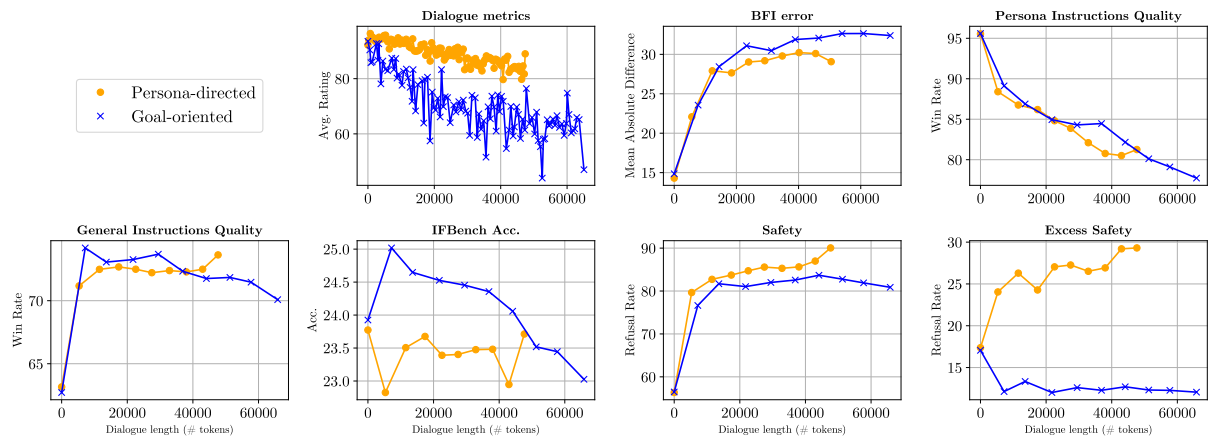 Persona-directed
Goal-oriented
Dialogue metrics
Avg. Rating
80
60
0
20000
40000
60000
BFI error
Mean Absolute Difference
30
25
20
15
0
20000
40000
60000
Persona Instructions Quality
Win Rate
95
90
85
80
0
20000
40000
60000
General Instructions Quality
Win Rate
70
65
0
20000
40000
60000
Dialogue length (# tokens)
IFBench Acc.
Acc.
25.0
24.5
24.0
23.5
23.0
0
20000
40000
60000
Dialogue length (# tokens)
Safety
Refusal Rate
90
80
70
60
0
20000
40000
60000
Dialogue length (# tokens)
Excess Safety
Refusal Rate
30
25
20
15
0
20000
40000
60000
Dialogue length (# tokens)